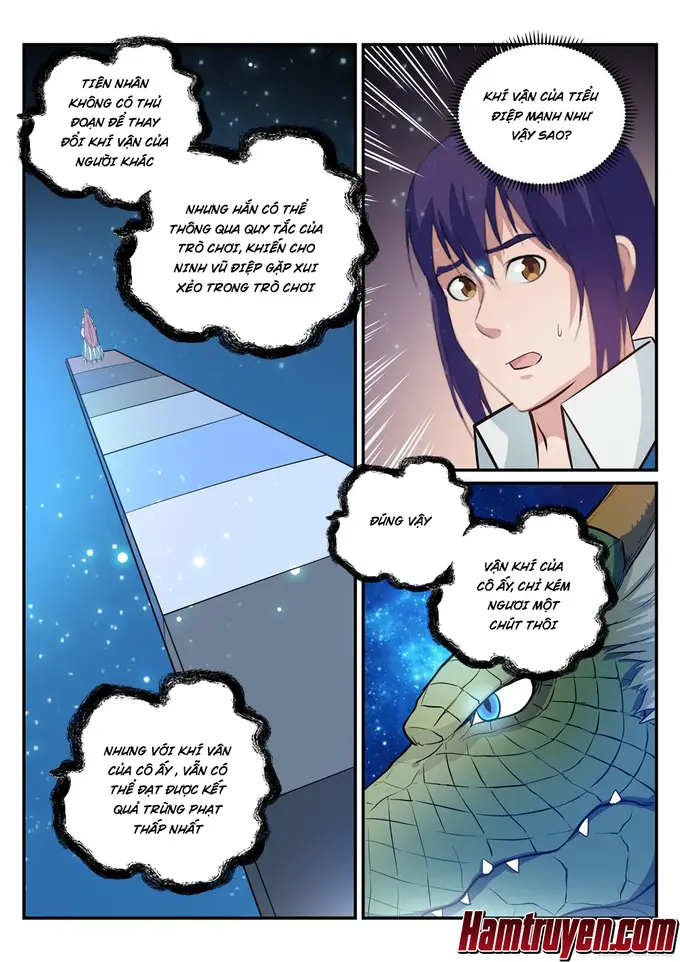 TIÊN NHÂN
KHÔNG CÓ THỦ
ĐOẠN ĐỂ THAY
ĐỔI KHÍ VẬN CỦA
NGƯỜI KHÁC
NHƯNG HẮN CÓ THỂ
THÔNG QUA QUY TẮC CỦA
TRÒ CHƠI, KHIẾN CHO
NINH VŨ ĐIỆP GẶP XUI
XẺO TRONG TRÒ CHƠI
NHƯNG VỚI KHÍ VÂN
CỦA CÔ ẤY , VẪN CÓ
THỂ ĐẠT ĐƯỢC KẾT
QUẢ TRỪNG PHẠT
THẤP NHẤT
KHÍ VẬN CỦA TIỂU
ĐIỆP MẠNH NHƯ
VẬY SAO?
ĐÚNG VẬY
VẬN KHÍ CỦA
CÔ ẤY, CHỈ KÉM
NGƯƠI MỘT
CHÚT THÔI
Hamtruyen.com